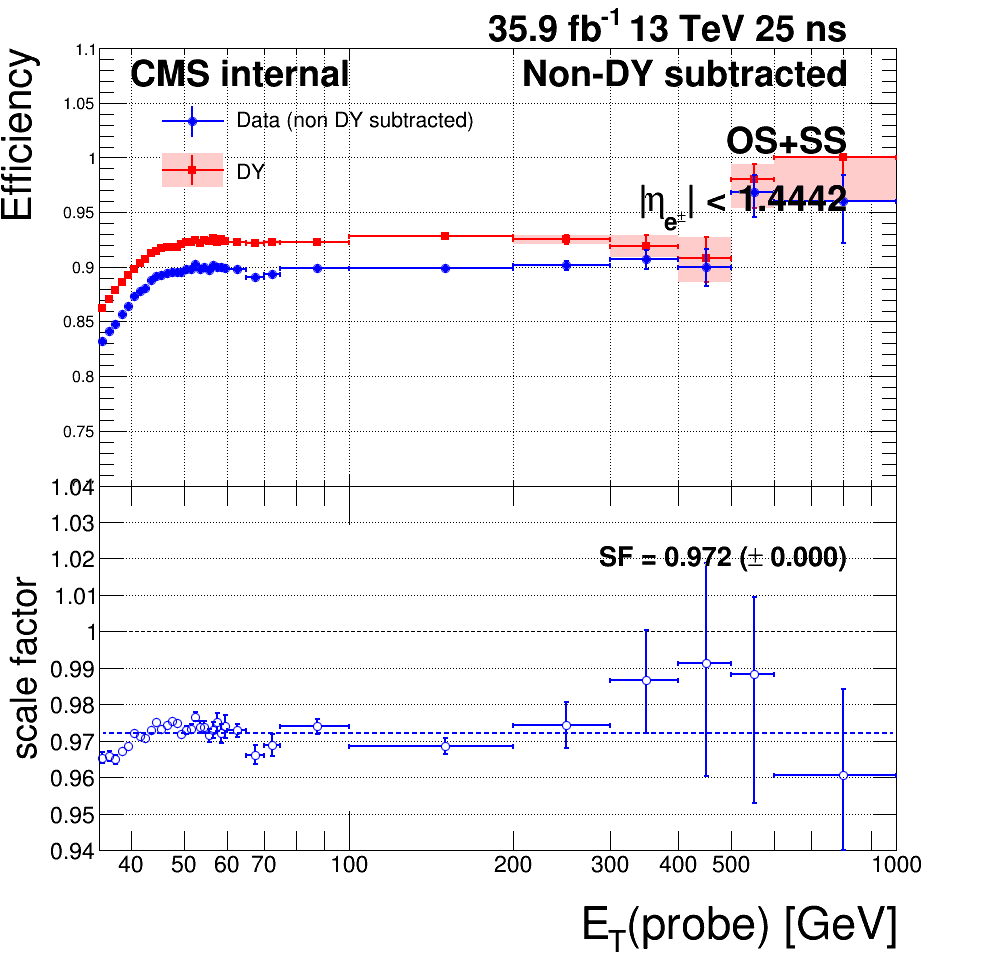 35.9 fb⁻¹ 13 TeV 25 ns
CMS internal
Non-DY subtracted
Data (non DY subtracted)
DY
OS+SS
|η_e±| < 1.4442
Efficiency
1.1
1.05
1
0.95
0.9
0.85
0.8
0.75
SF = 0.972 (± 0.000)
scale factor
1.04
1.03
1.02
1.01
1
0.99
0.98
0.97
0.96
0.95
0.94
40 50 60 70 100 200 300 400 500 1000
E_T(probe) [GeV]